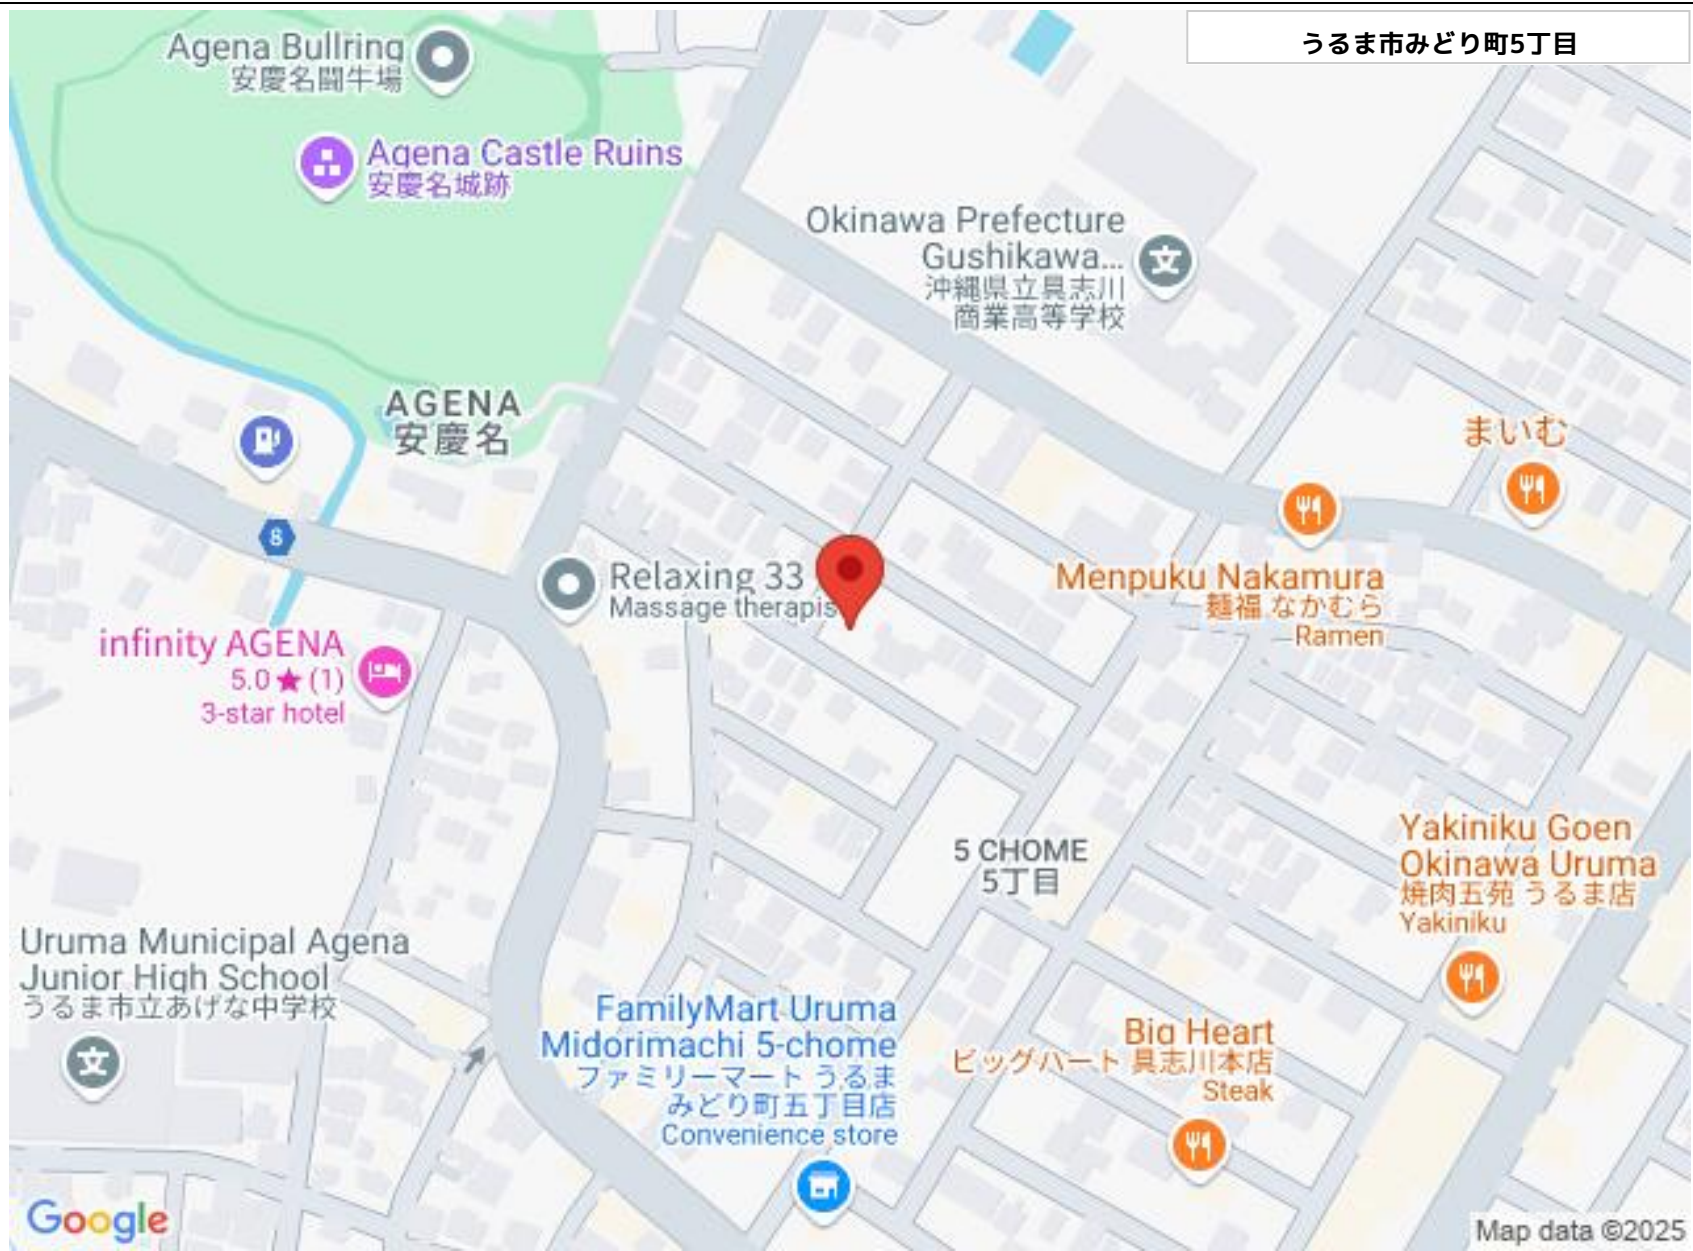 うるま市みどり町5丁目
Agena Bullring
安慶名闘牛場
Agena Castle Ruins
安慶名城跡
Okinawa Prefecture
Gushikawa...
沖縄県立具志川
商業高等学校
AGENA
安慶名
まいむ
8
Relaxing 33
Massage therapis
Menpuku Nakamura
麺福 なかむら
Ramen
infinity AGENA
5.0 ★ (1)
3-star hotel
5 CHOME
5丁目
Yakiniku Goen
Okinawa Uruma
焼肉五苑 うるま店
Yakiniku
Uruma Municipal Agena
Junior High School
うるま市立あげな中学校
FamilyMart Uruma
Midorimachi 5-chome
ファミリーマート うるま
みどり町五丁目店
Convenience store
Big Heart
ビッグハート 具志川本店
Steak
Google
Map data ©2025